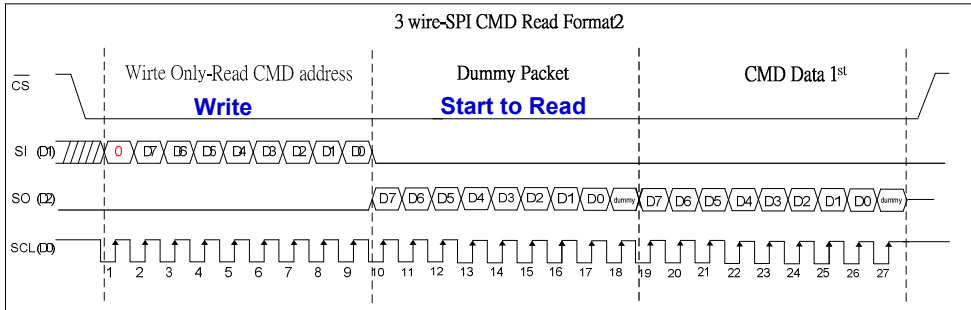 3 wire-SPI CMD Read Format2
Wirte Only-Read CMD address Dummy Packet CMD Data 1st
CS
Write Start to Read
SI (D1) 0 D7 D6 D5 D4 D3 D2 D1 D0
SO (D2) D7 D6 D5 D4 D3 D2 D1 D0 dummy D7 D6 D5 D4 D3 D2 D1 D0 dummy
SCL(D0)
1 2 3 4 5 6 7 8 9 10 11 12 13 14 15 16 17 18 19 20 21 22 23 24 25 26 27